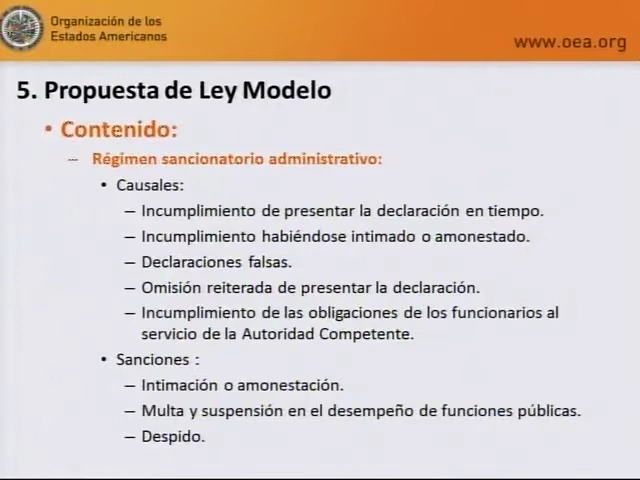 Organización de los
Estados Americanos
www.oea.org
5. Propuesta de Ley Modelo
• Contenido:
– Régimen sancionatorio administrativo:
• Causales:
– Incumplimiento de presentar la declaración en tiempo.
– Incumplimiento habiéndose intimado o amonestado.
– Declaraciones falsas.
– Omisión reiterada de presentar la declaración.
– Incumplimiento de las obligaciones de los funcionarios al
servicio de la Autoridad Competente.
• Sanciones :
– Intimación o amonestación.
– Multa y suspensión en el desempeño de funciones públicas.
– Despido.